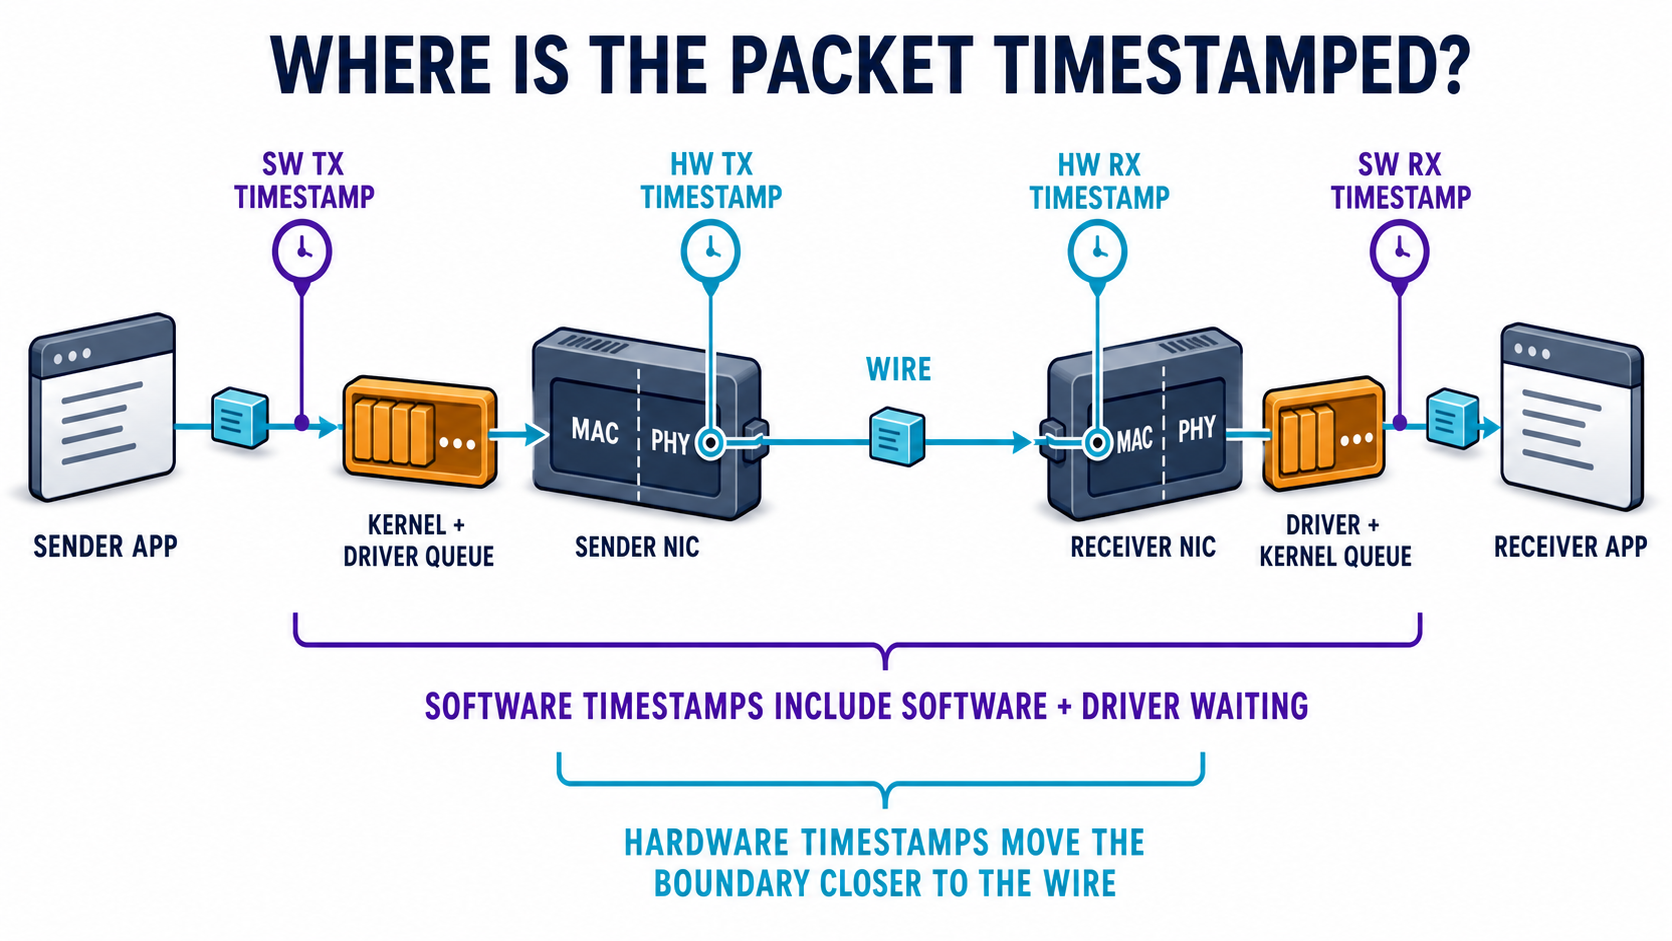 WHERE IS THE PACKET TIMESTAMPED?
SW TX
TIMESTAMP
HW TX
TIMESTAMP
HW RX
TIMESTAMP
SW RX
TIMESTAMP
WIRE
MAC
PHY
MAC
PHY
SENDER APP
KERNEL +
DRIVER QUEUE
SENDER NIC
RECEIVER NIC
DRIVER +
KERNEL QUEUE
RECEIVER APP
SOFTWARE TIMESTAMPS INCLUDE SOFTWARE + DRIVER WAITING
HARDWARE TIMESTAMPS MOVE THE
BOUNDARY CLOSER TO THE WIRE